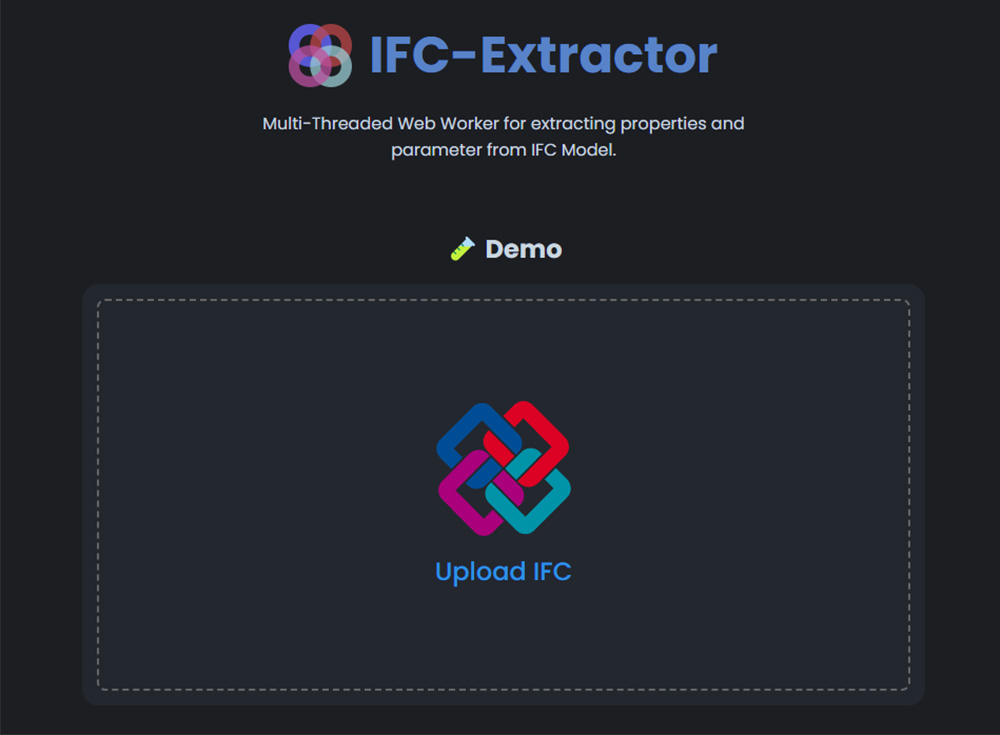 IFC-Extractor
Multi-Threaded Web Worker for extracting properties and
parameter from IFC Model.
Demo
Upload IFC